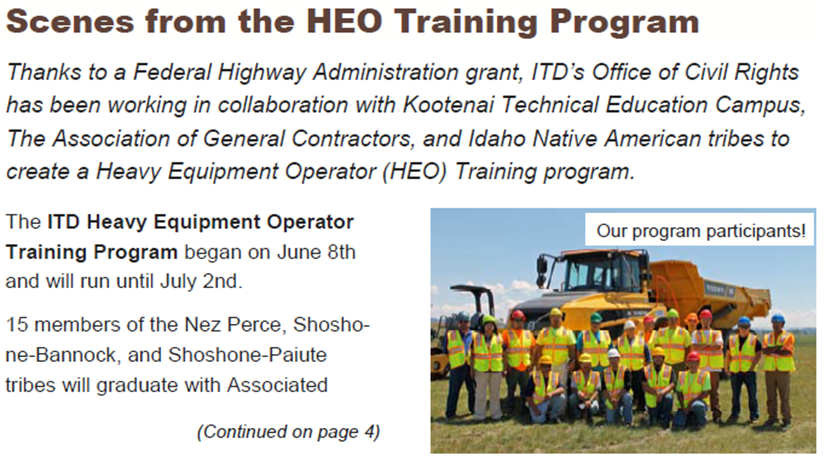 Scenes from the HEO Training Program
Thanks to a Federal Highway Administration grant, ITD's Office of Civil Rights
has been working in collaboration with Kootenai Technical Education Campus,
The Association of General Contractors, and Idaho Native American tribes to
create a Heavy Equipment Operator (HEO) Training program.
The ITD Heavy Equipment Operator
Training Program began on June 8th
and will run until July 2nd.
15 members of the Nez Perce, Shosho-
ne-Bannock, and Shoshone-Paiute
tribes will graduate with Associated
(Continued on page 4)
Our program participants!
VOLVO